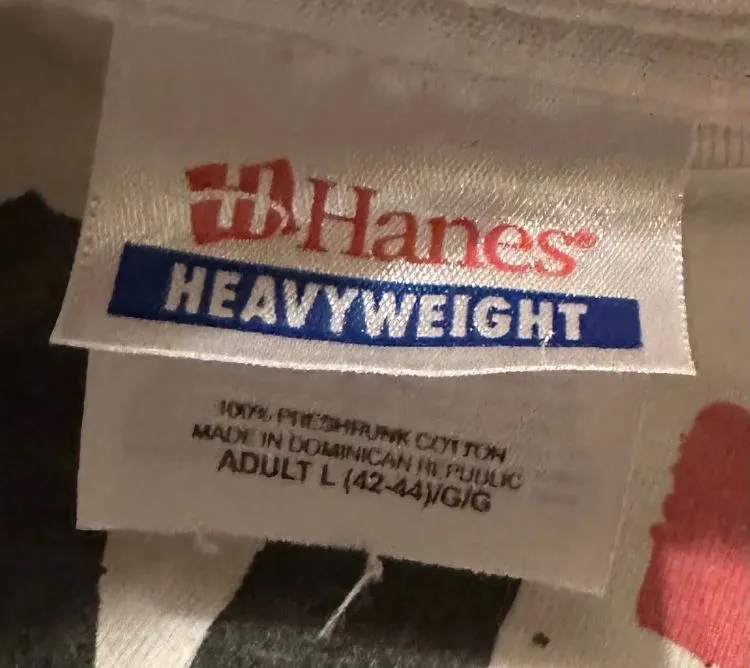 H Hanes®
HEAVYWEIGHT
100% PRESHRUNK COTTON
MADE IN DOMINICAN REPUBLIC
ADULT L (42-44)/G/G